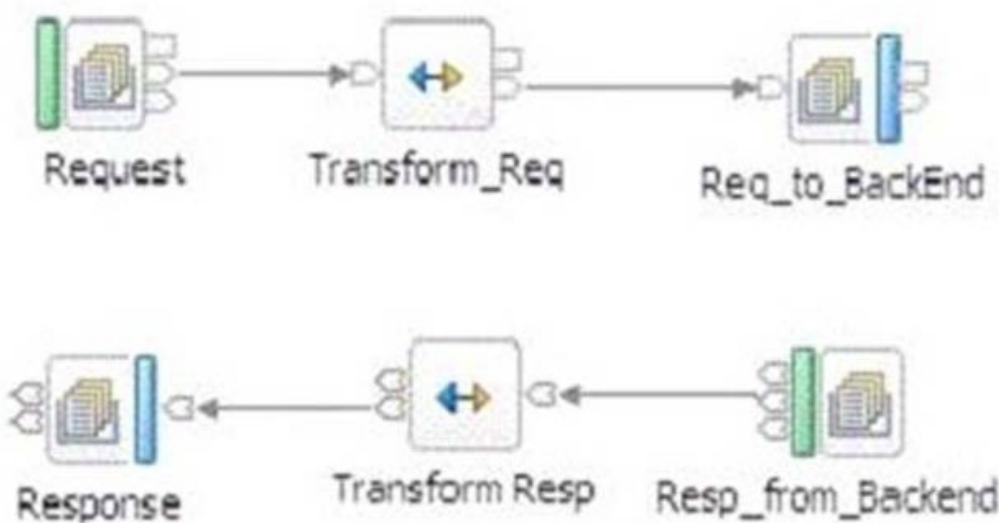 Request
Transform_Req
Req_to_BackEnd
Response
Transform Resp
Resp_from_Backend